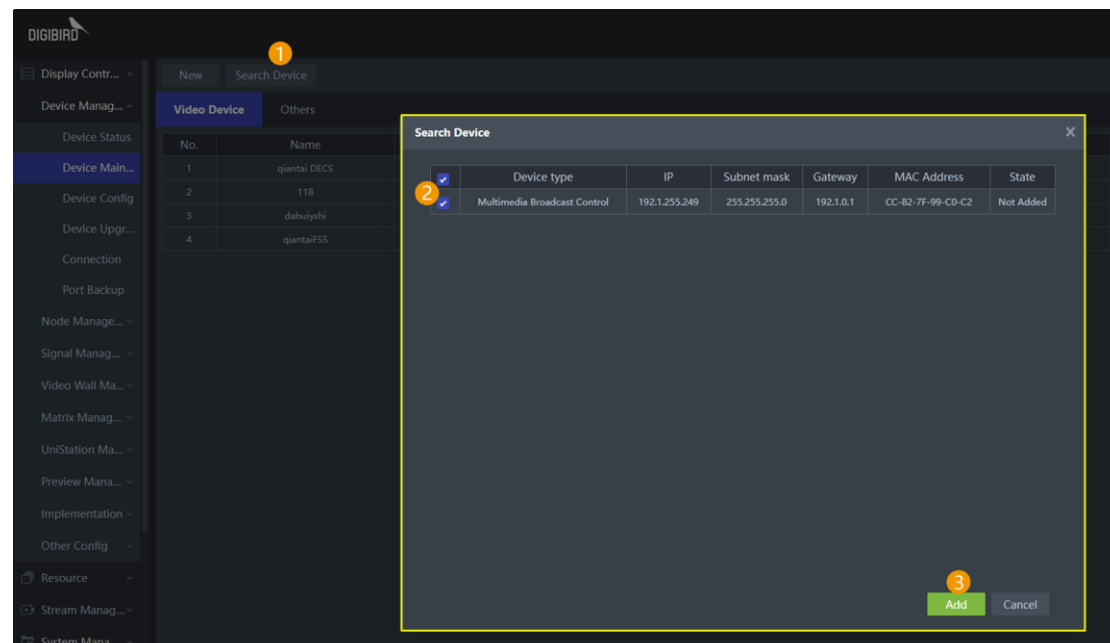 DIGIBIRD
1
Display Contr...
New Search Device
Device Manag...
Video Device Others
Search Device X
Device Status
No. Name
Device type IP Subnet mask Gateway MAC Address State
Device Main...
1 qiantai DECS
2
Multimedia Broadcast Control 192.1.255.249 255.255.255.0 192.1.0.1 CC-82-7F-99-C0-C2 Not Added
Device Config
2 118
3 dahuiyshi
Device Upgr...
4 qiantaiFSS
Connection
Port Backup
Node Manage...
Signal Manag...
Video Wall Ma...
Matrix Manag...
UniStation Ma...
Preview Mana...
Implementation
Other Config
Resource
3
Add Cancel
Stream Manag...
System Mana...